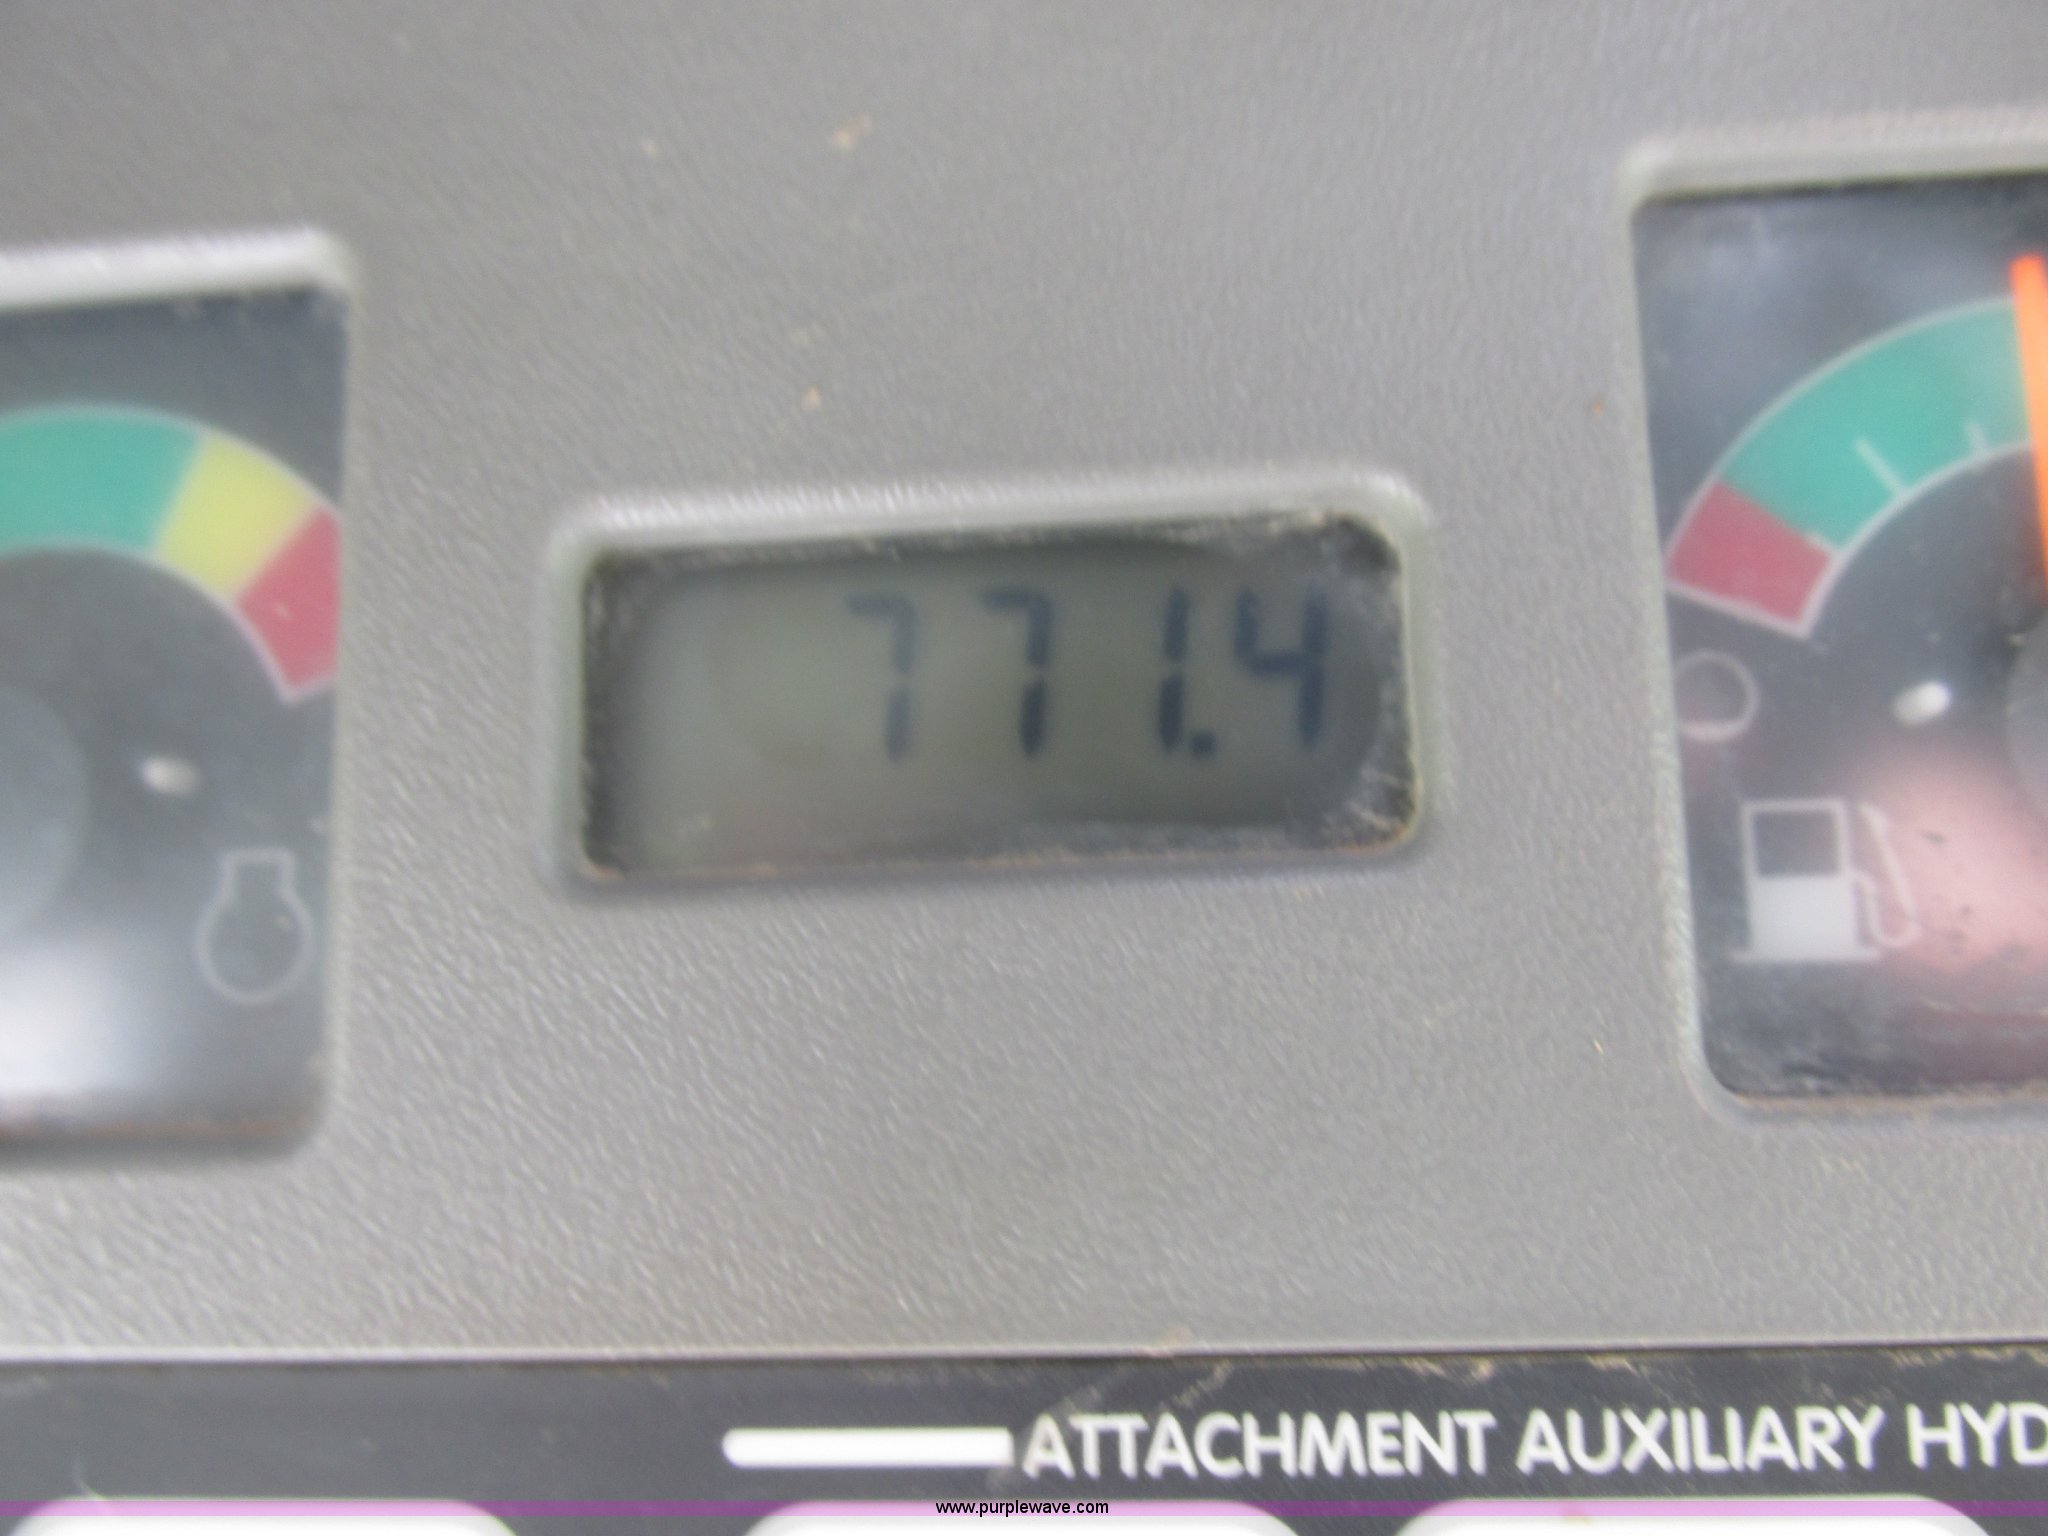 771.4
ATTACHMENT AUXILIARY HYD
www.purplewave.com